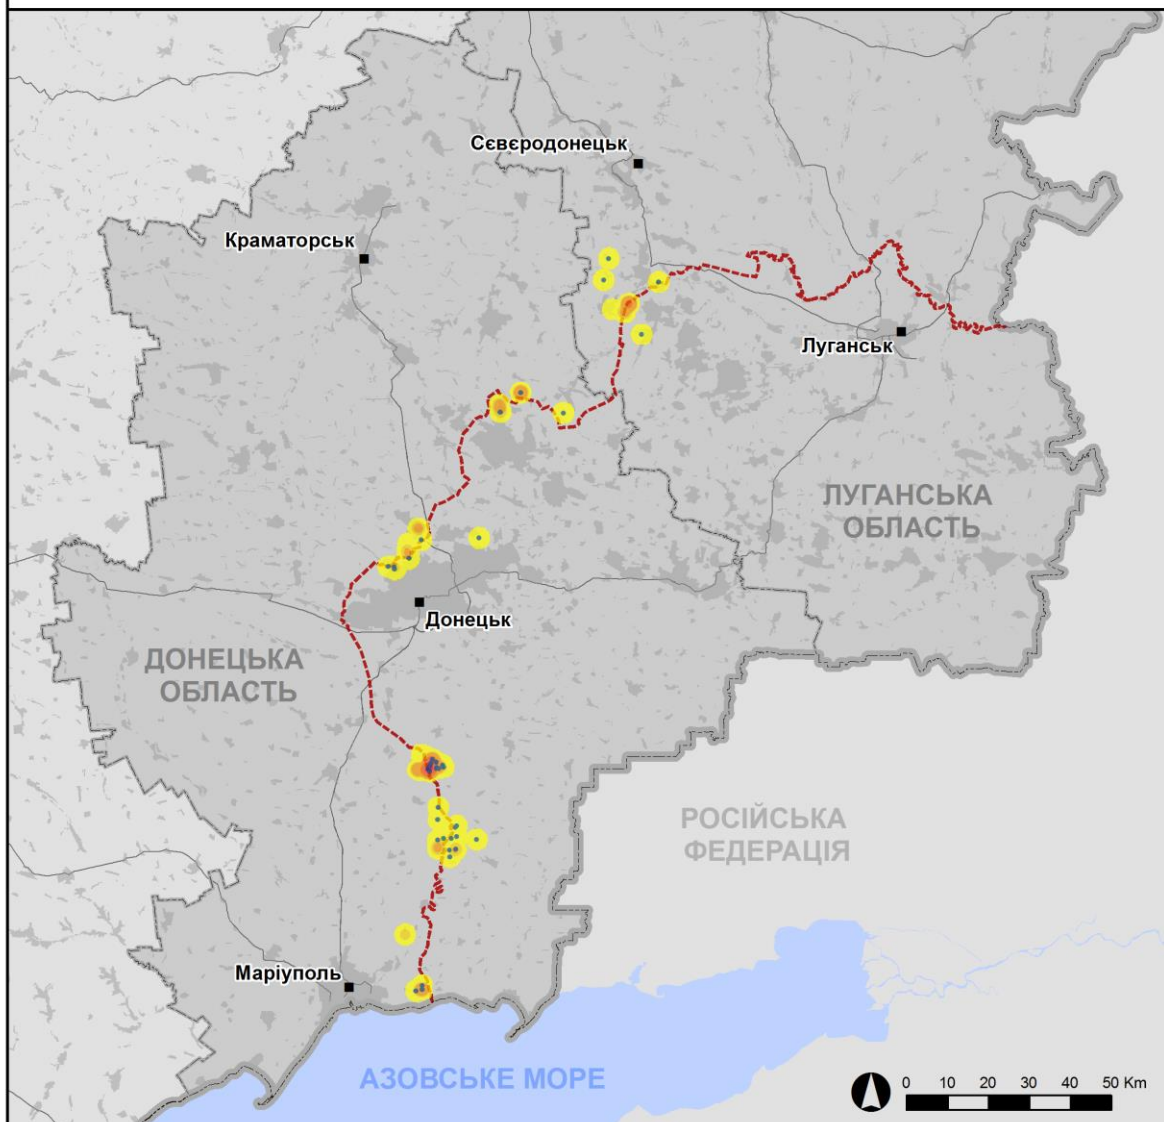 Сєвєродонецьк
Краматорськ
Луганськ
ЛУГАНСЬКА
ОБЛАСТЬ
Донецьк
ДОНЕЦЬКА
ОБЛАСТЬ
РОСІЙСЬКА
ФЕДЕРАЦІЯ
Маріуполь
АЗОВСЬКЕ МОРЕ
0 10 20 30 40 50 Km